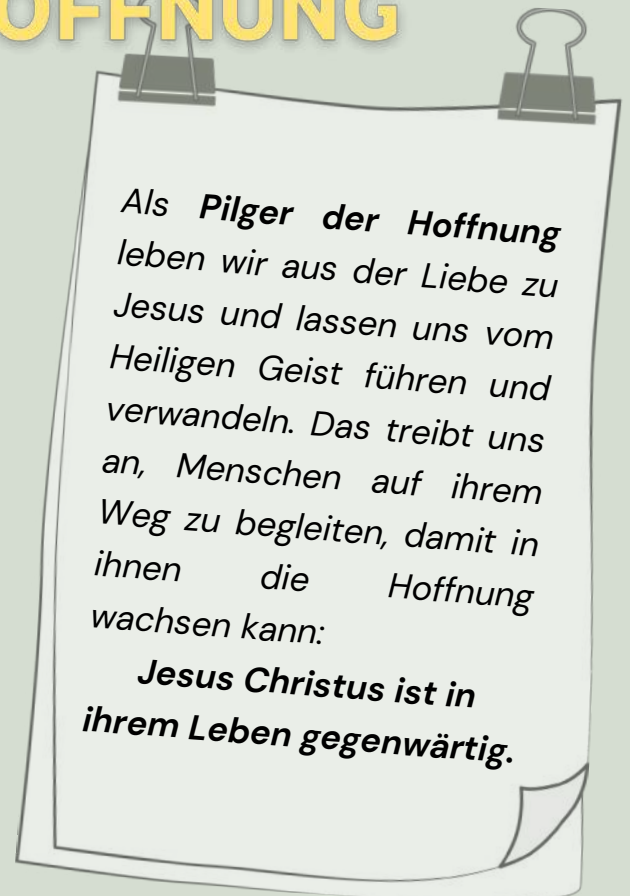 OFFNUNG
Als Pilger der Hoffnung
leben wir aus der Liebe zu
Jesus und lassen uns vom
Heiligen Geist führen und
verwandeln. Das treibt uns
an, Menschen auf ihrem
Weg zu begleiten, damit in
ihnen die Hoffnung
wachsen kann:
Jesus Christus ist in
ihrem Leben gegenwärtig.